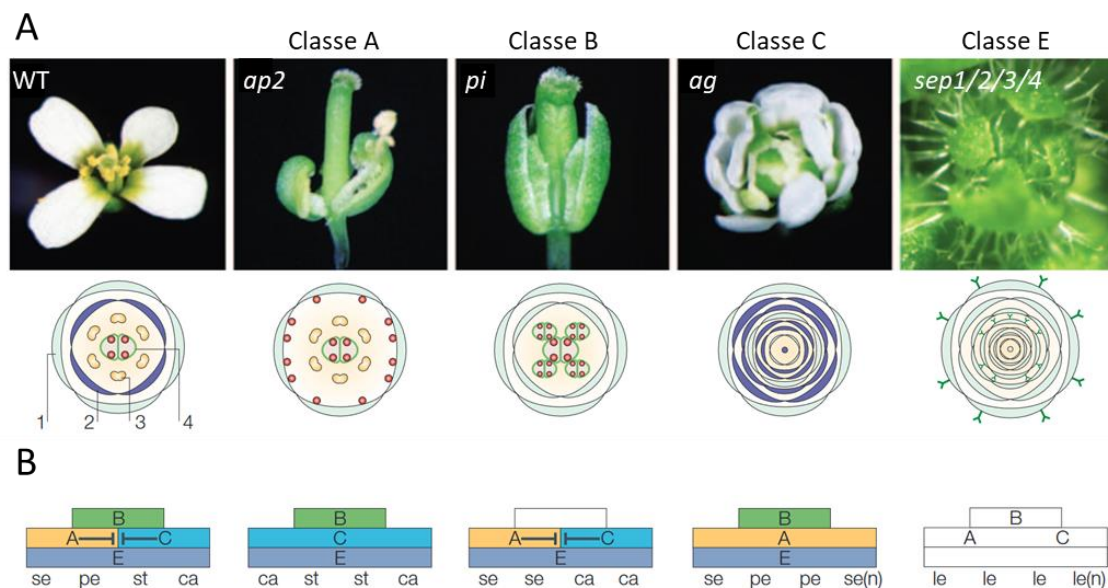 A
Classe A Classe B Classe C Classe E
WT ap2 pi ag sep1/2/3/4
1 2 3 4
B
B B B B
A C C A C A A C
E E E E
se pe st ca ca st st ca se se ca ca se pe pe se(n) le le le le(n)